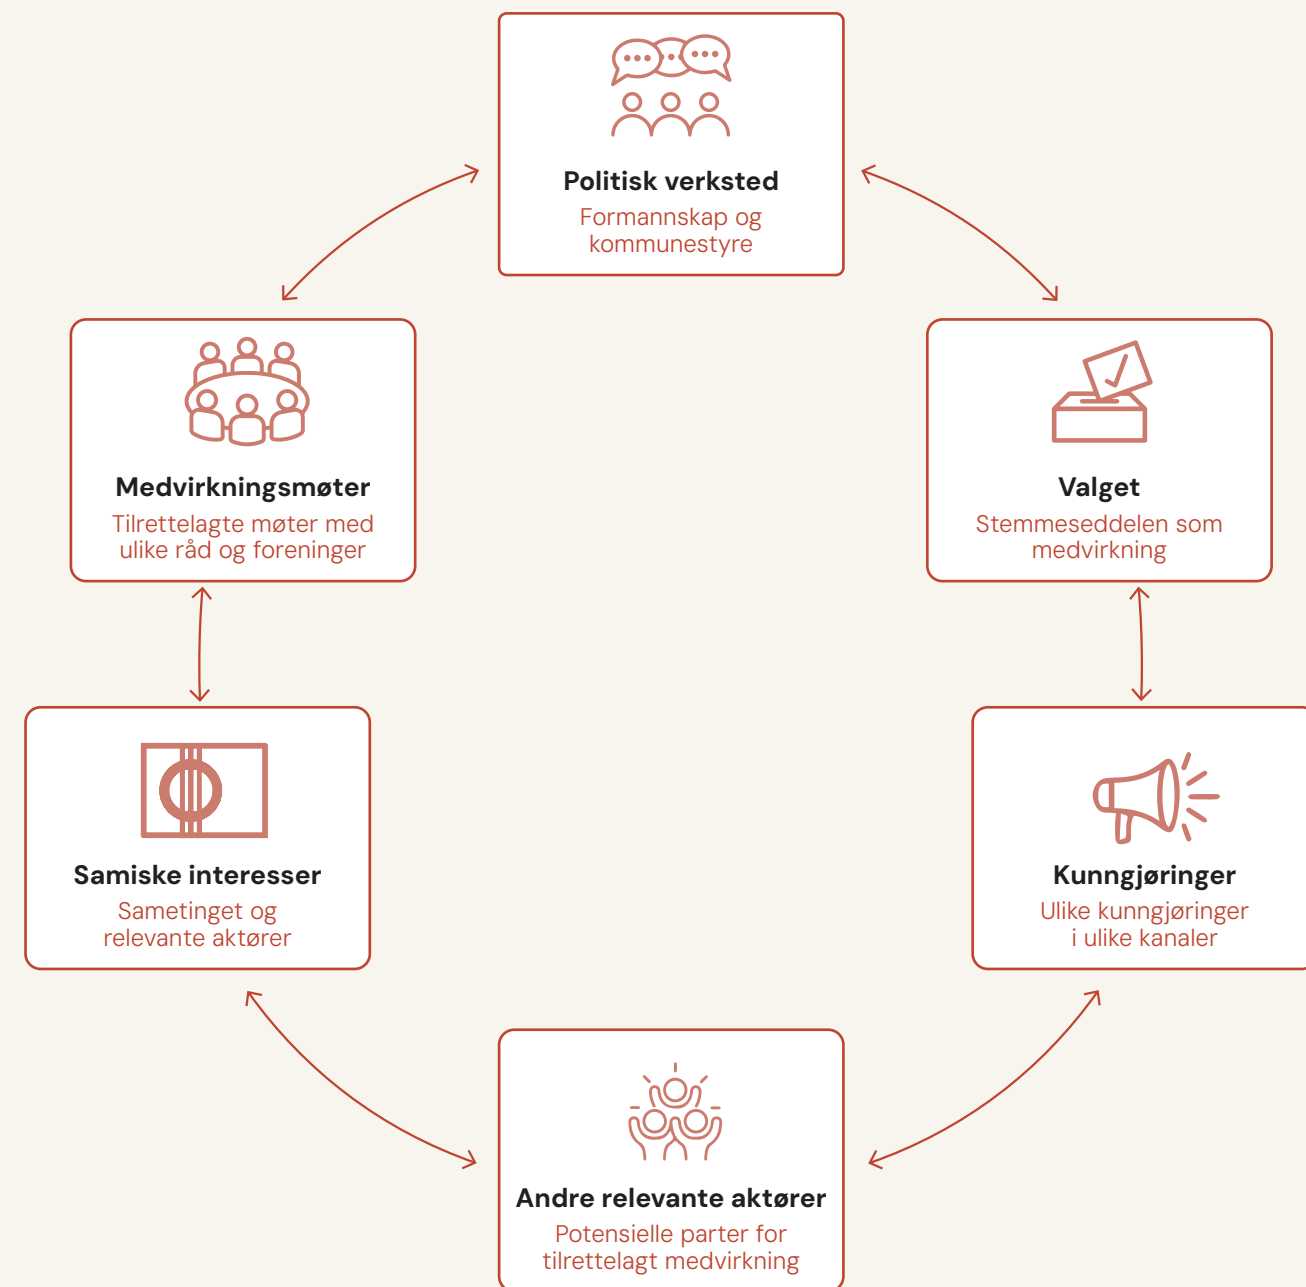 Politisk verksted
Formannskap og
kommunestyre
Medvirkningsmøter
Tilrettelagte møter med
ulike råd og foreninger
Valget
Stemmeseddelen som
medvirkning
Samiske interesser
Sametinget og
relevante aktører
Kunngjøringer
Ulike kunngjøringer
i ulike kanaler
Andre relevante aktører
Potensielle parter for
tilrettelagt medvirkning